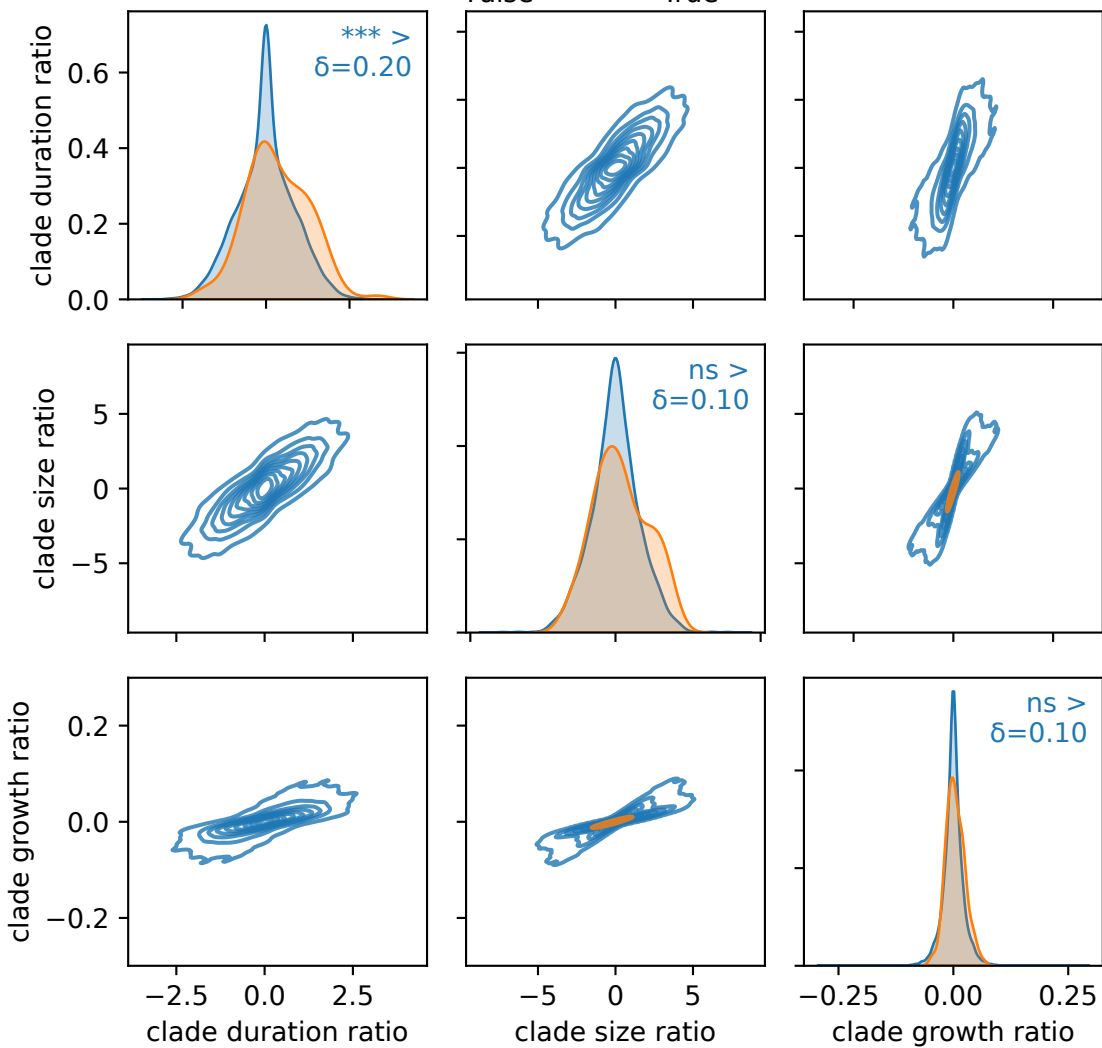 True
clade duration ratio
0.6
0.4
0.2
0.0
*** >
δ=0.20
clade size ratio
5
0
−5
ns >
δ=0.10
clade growth ratio
0.2
0.0
−0.2
ns >
δ=0.10
−2.5 0.0 2.5
−5 0 5
−0.25 0.00 0.25
clade duration ratio
clade size ratio
clade growth ratio